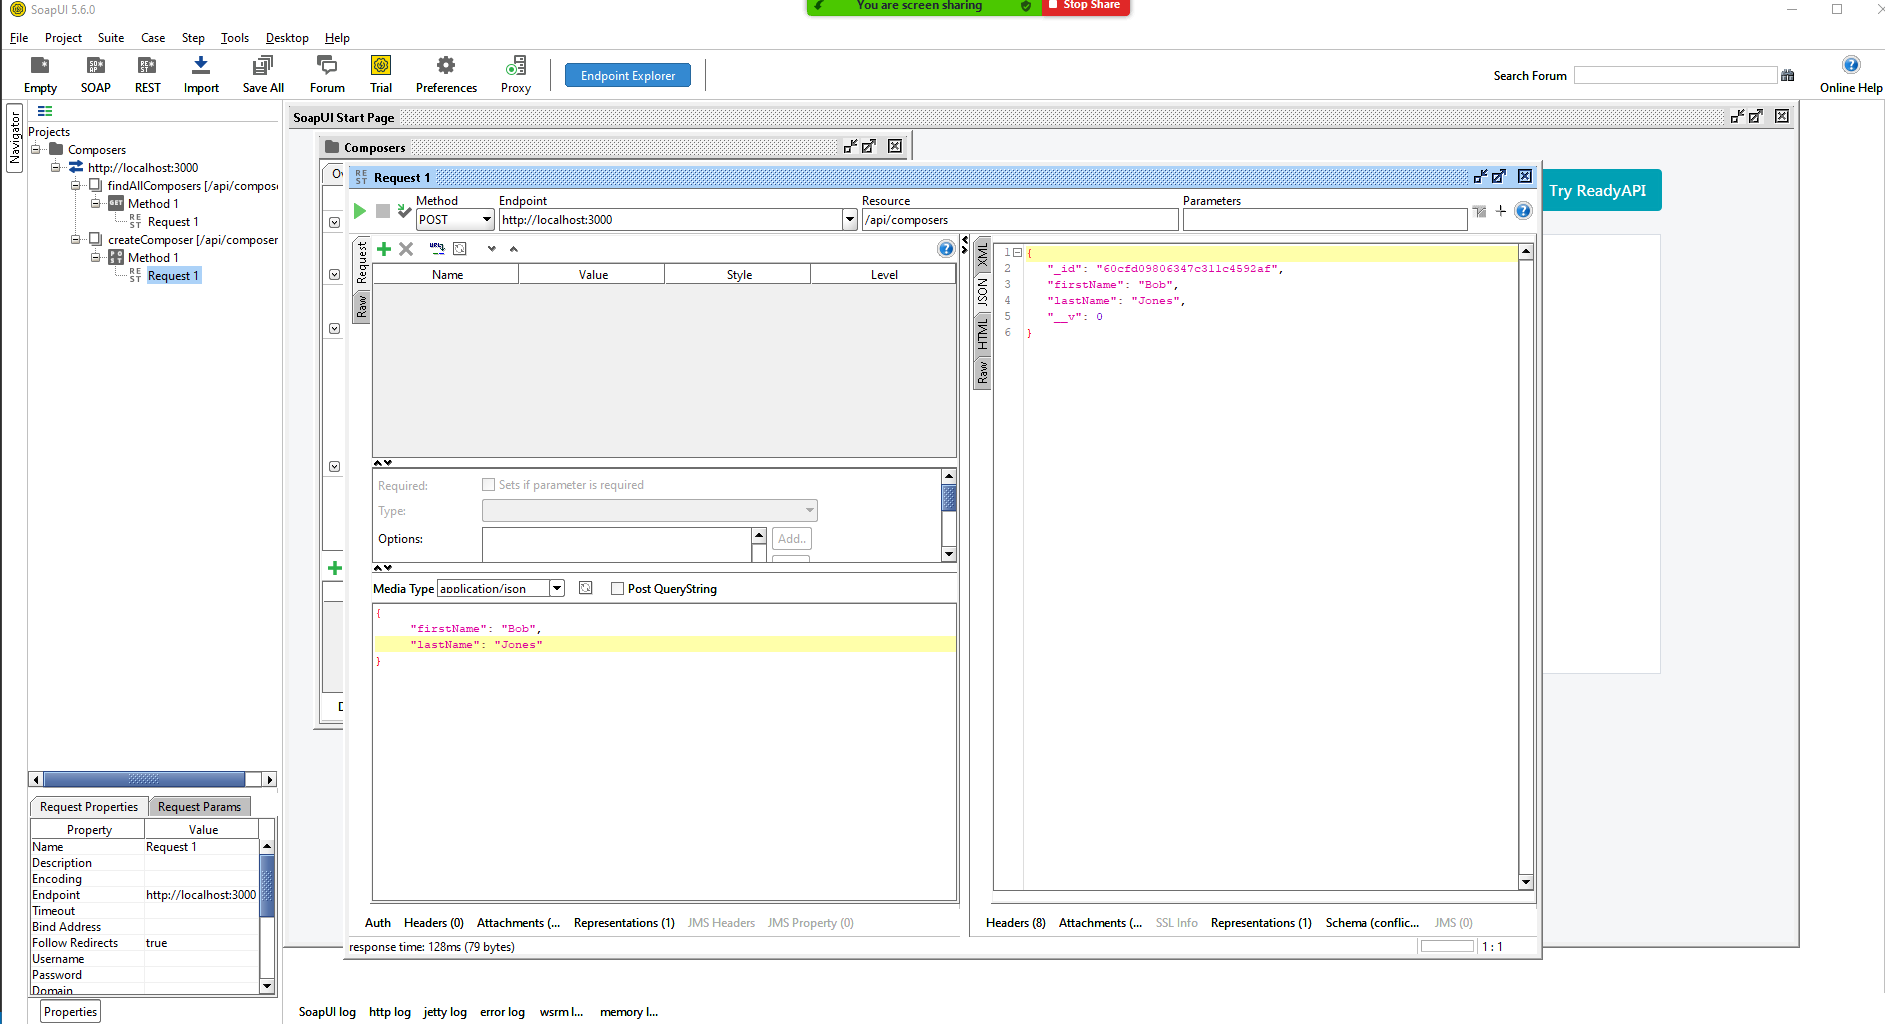 SoapUI 5.6.0
You are screen sharing
Stop Share
File Project Suite Case Step Tools Desktop Help
Empty SOAP REST Import Save All Forum Trial Preferences Proxy
Endpoint Explorer
Search Forum
Online Help
Navigator
Projects
Composers
http://localhost:3000
findAllComposers [/api/compos
GET Method 1
REST Request 1
createComposer [/api/composer
POST Method 1
REST Request 1
SoapUI Start Page
Composers
Ov
REST Request 1
Try ReadyAPI
Method Endpoint Resource Parameters
POST http://localhost:3000 /api/composers
Request
Raw
Name Value Style Level
Required: Sets if parameter is required
Type:
Options: Add..
Media Type application/json Post QueryString
{
"firstName": "Bob",
"lastName": "Jones"
}
XML
JSON
HTML
Raw
1 {
2 "_id": "60cfd09806347c311c4592af",
3 "firstName": "Bob",
4 "lastName": "Jones",
5 "__v": 0
6 }
Auth Headers (0) Attachments (... Representations (1) JMS Headers JMS Property (0)
Headers (8) Attachments (... SSL Info Representations (1) Schema (conflic... JMS (0)
response time: 128ms (79 bytes)
1 : 1
Request Properties Request Params
Property Value
Name Request 1
Description
Encoding
Endpoint http://localhost:3000
Timeout
Bind Address
Follow Redirects true
Username
Password
Domain
Properties
SoapUI log http log jetty log error log wsrm l... memory l...